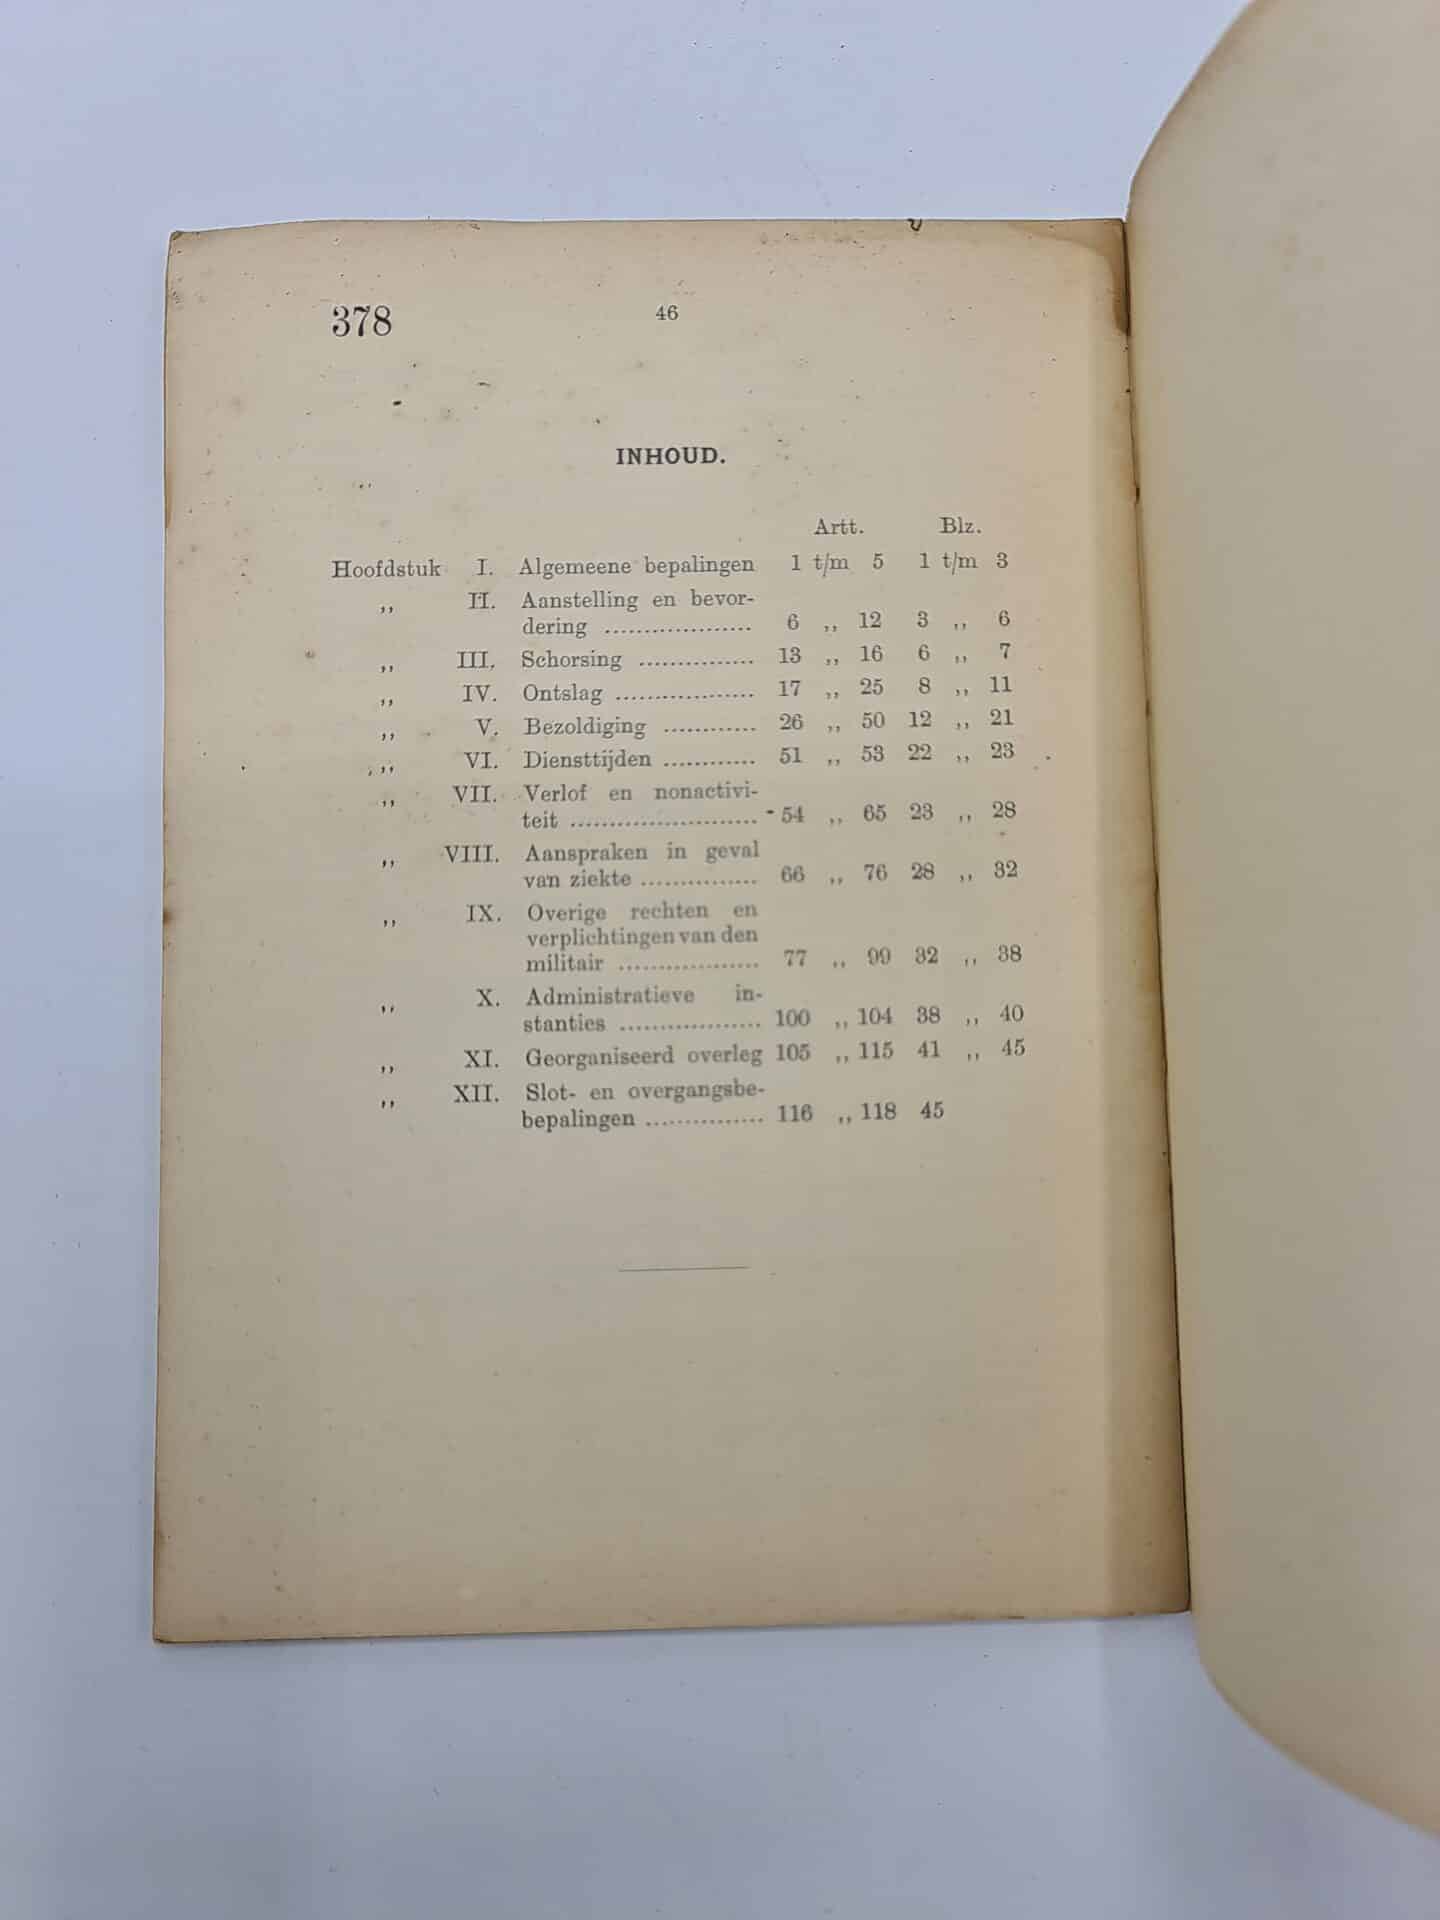 378 46
INHOUD.
Artt. Blz.
Hoofdstuk I. Algemeene bepalingen 1 t/m 5 1 t/m 3
„ II. Aanstelling en bevor-
dering ................... 6 „ 12 3 „ 6
„ III. Schorsing ............... 13 „ 16 6 „ 7
„ IV. Ontslag .................. 17 „ 25 8 „ 11
„ V. Bezoldiging ............ 26 „ 50 12 „ 21
„ VI. Diensttijden ............ 51 „ 53 22 „ 23
„ VII. Verlof en nonactivi-
teit ........................ 54 „ 65 23 „ 28
„ VIII. Aanspraken in geval
van ziekte ............... 66 „ 76 28 „ 32
„ IX. Overige rechten en
verplichtingen van den
militair .................. 77 „ 99 32 „ 38
„ X. Administratieve in-
stanties .................. 100 „ 104 38 „ 40
„ XI. Georganiseerd overleg 105 „ 115 41 „ 45
„ XII. Slot- en overgangsbe-
bepalingen ............... 116 „ 118 45